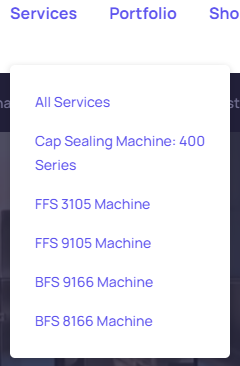 Services Portfolio Sho
All Services
Cap Sealing Machine: 400
Series
FFS 3105 Machine
FFS 9105 Machine
BFS 9166 Machine
BFS 8166 Machine